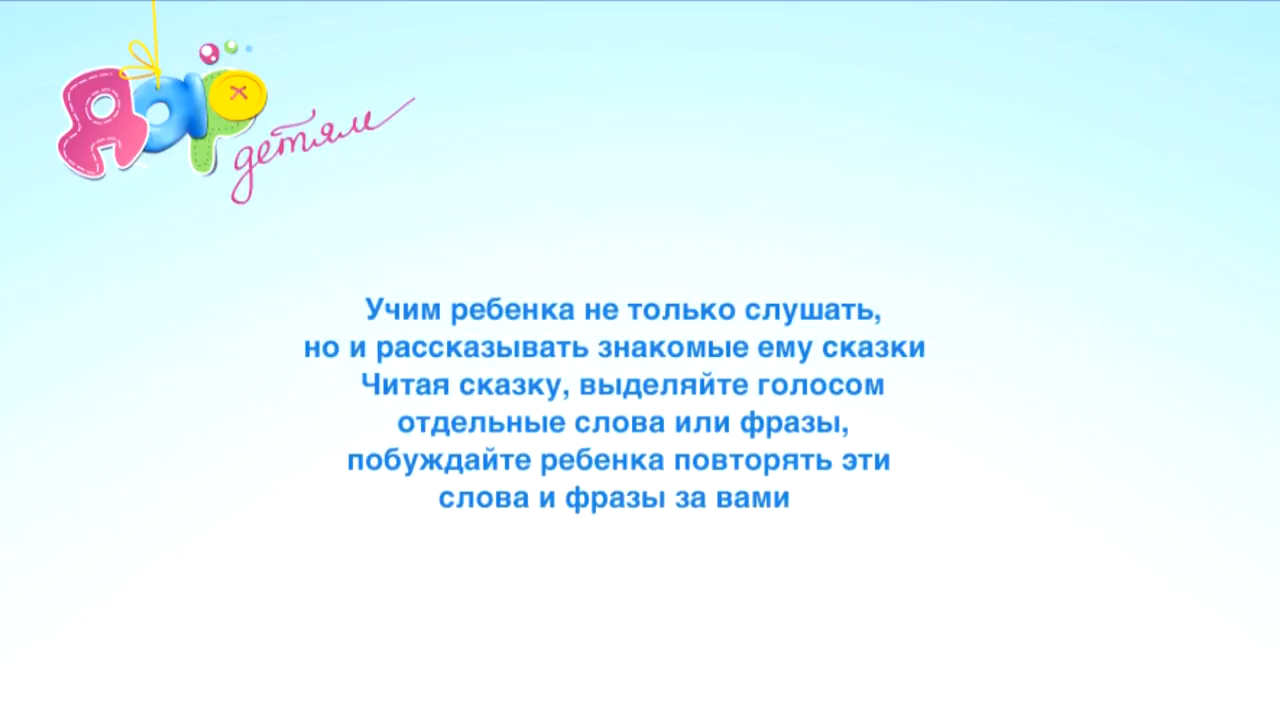 Дар
детям
Учим ребенка не только слушать,
но и рассказывать знакомые ему сказки
Читая сказку, выделяйте голосом
отдельные слова или фразы,
побуждайте ребенка повторять эти
слова и фразы за вами